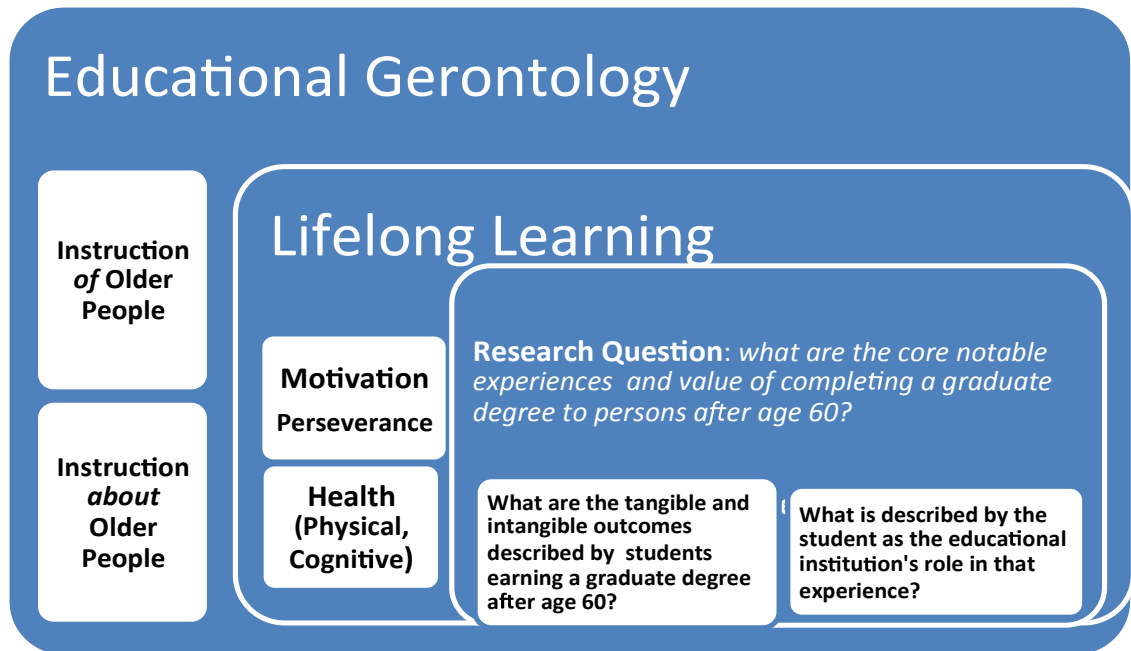 Educational Gerontology
Instruction
of Older
People
Instruction
about
Older
People
Lifelong Learning
Motivation
Perseverance
Health
(Physical,
Cognitive)
Research Question: what are the core notable
experiences and value of completing a graduate
degree to persons after age 60?
What are the tangible and
intangible outcomes
described by students
earning a graduate degree
after age 60?
What is described by the
student as the educational
institution's role in that
experience?